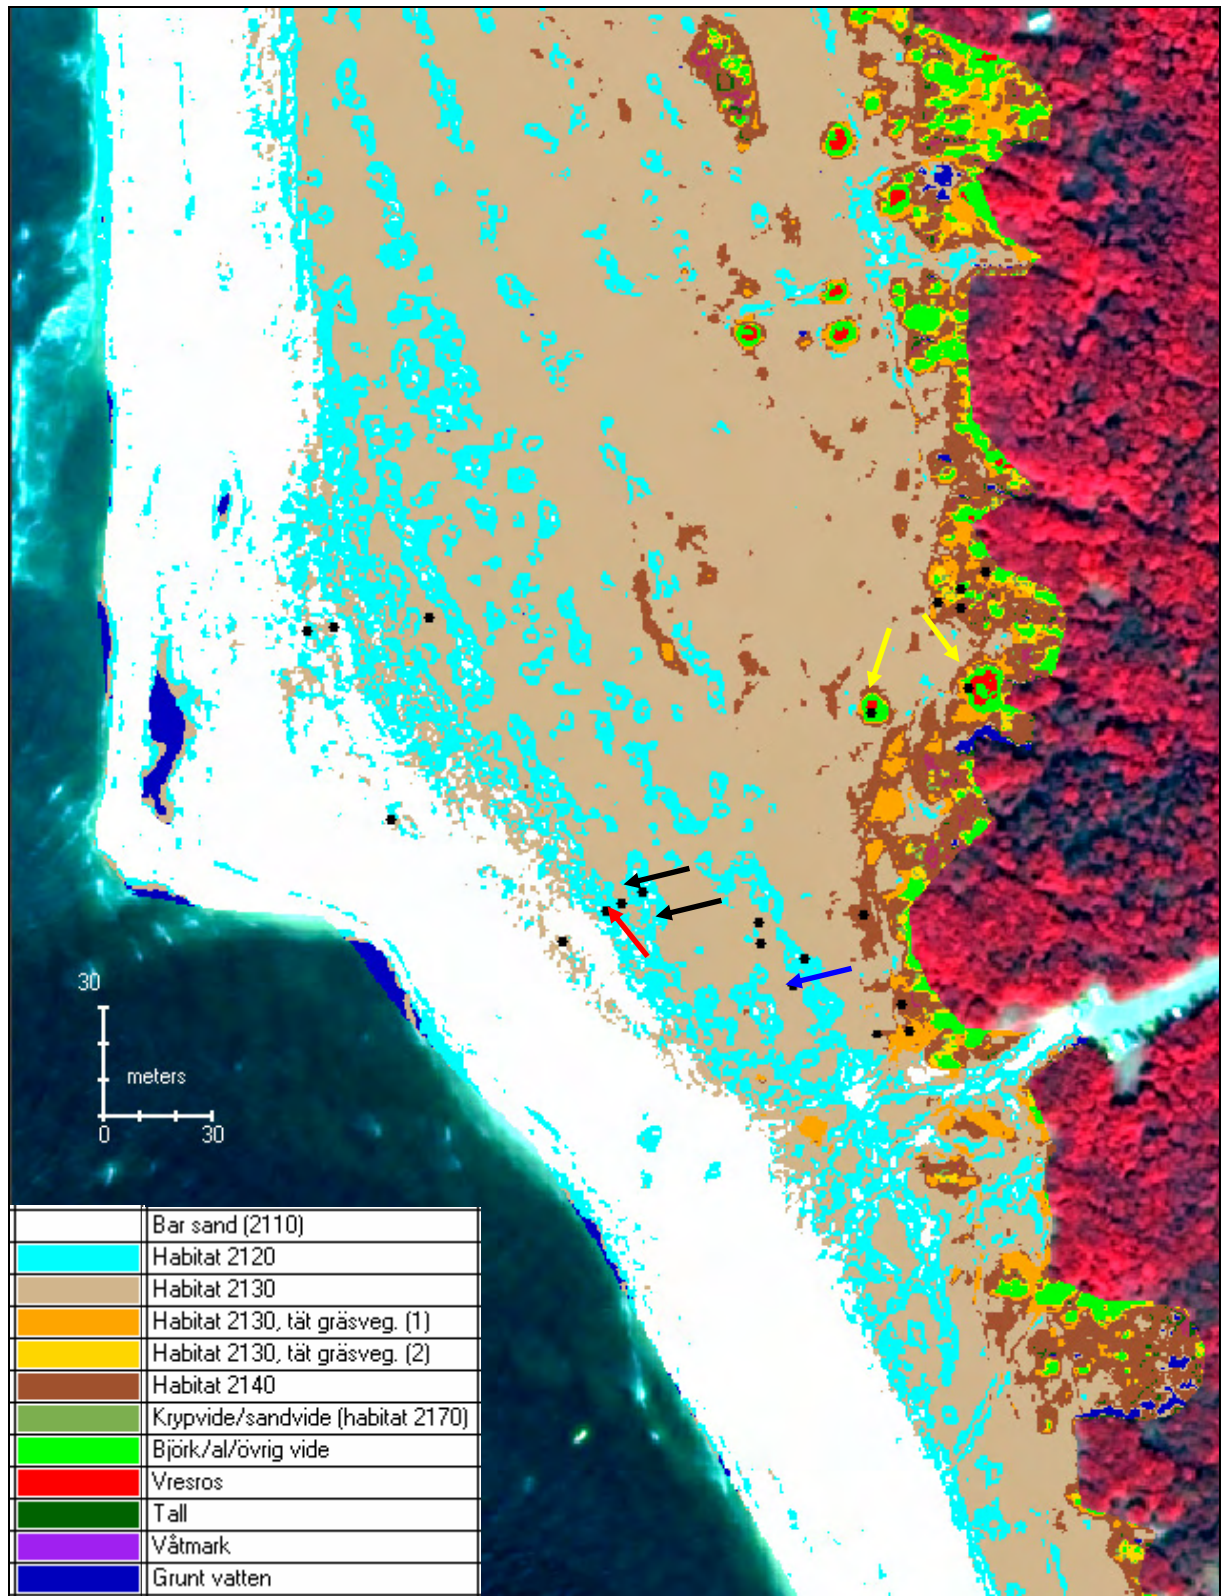 30
meters
0 30
Bar sand (2110)
Habitat 2120
Habitat 2130
Habitat 2130, tät gräsveg. (1)
Habitat 2130, tät gräsveg. (2)
Habitat 2140
Krypvide/sandvide (habitat 2170)
Björk/al/övrig vide
Vresros
Tall
Våtmark
Grunt vatten